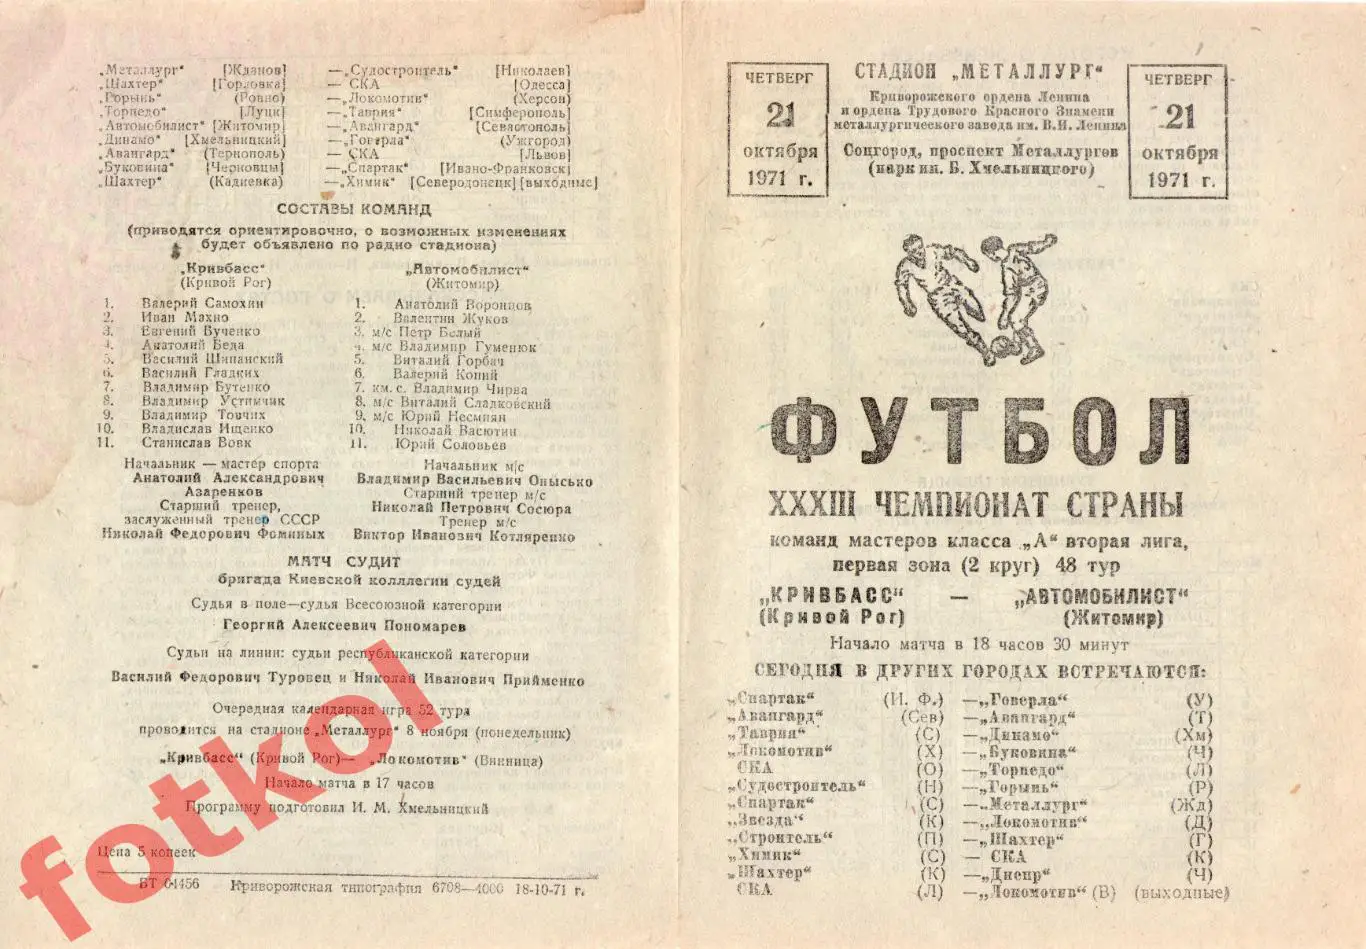 „Металлург“ [Жданов] —„Судостроитель“ [Николаев]
„Шахтер“ [Горловка] — СКА [Одесса]
„Горынь“ (Ровно) —„Локомотив“ (Херсон)
„Торпедо“ [Луцк] —„Таврия“ [Симферополь]
„Автомобилист“ [Житомир] —„Авангард“ [Севастополь]
„Динамо“ [Хмельницкий] —„Говерла“ (Ужгород)
„Авангард“ (Тернополь) — СКА [Львов]
„Буковина“ [Черновцы] —„Спартак“ [Ивано-Франковск]
„Шахтер“ (Кадиевка) —„Химик“ [Северодонецк] [выходные]
СОСТАВЫ КОМАНД
(приводятся ориентировочно, о возможных изменениях
будет объявлено по радио стадиона)
„Кривбасс“ „Автомобилист“
(Кривой Рог) (Житомир)
1. Валерий Самохин 1. Анатолий Воронцов
2. Иван Махно 2. Валентин Жуков
3. Евгений Вученко 3. м/с Петр Белый
4. Анатолий Беда 4. м/с Владимир Гуменюк
5. Василий Шипанский 5. Виталий Горбач
6. Василий Гладких 6. Валерий Копий
7. Владимир Бутенко 7. км. с. Владимир Чирва
8. Владимир Устимчик 8. м/с Виталий Сладковский
9. Владимир Товчих 9. м/с Юрий Несмиян
10. Владислав Ищенко 10. Николай Васютин
11. Станислав Вовк 11. Юрий Соловьев
Начальник — мастер спорта Начальник м/с
Анатолий Александрович Владимир Васильевич Онысько
Азаренков Старший тренер м/с
Старший тренер, Николай Петрович Сосюра
заслуженный тренер СССР Тренер м/с
Николай Федорович Фоминых Виктор Иванович Котляренко
МАТЧ СУДИТ
бригада Киевской колллегии судей
Судья в поле—судья Всесоюзной категории
Георгий Алексеевич Пономарев
Судьи на линии: судьи республиканской категории
Василий Федорович Туровец и Николай Иванович Прийменко
Очередная календарная игра 52 тура
проводится на стадионе „Металлург“ 8 ноября (понедельник)
„Кривбасс“ (Кривой Рог)— „Локомотив“ (Винница)
Начало матча в 17 часов
Программу подготовил И. М. Хмельницкий
Цена 5 копеек
БТ 04456 Криворожская типография 6708—4000 18-10-71 г.
fotkol
ЧЕТВЕРГ
21
октября
1971 г.
СТАДИОН „МЕТАЛЛУРГ“
Криворожского ордена Ленина
и ордена Трудового Красного Знамени
металлургического завода им. В.И. Ленина
Соцгород, проспект Металлургов
(парк им. Б. Хмельницкого)
ЧЕТВЕРГ
21
октября
1971 г.
ФУТБОЛ
XXXIII ЧЕМПИОНАТ СТРАНЫ
команд мастеров класса „А“ вторая лига,
первая зона (2 круг) 48 тур
„КРИВБАСС“ — „АВТОМОБИЛИСТ“
(Кривой Рог) (Житомир)
Начало матча в 18 часов 30 минут
СЕГОДНЯ В ДРУГИХ ГОРОДАХ ВСТРЕЧАЮТСЯ:
„Спартак“ (И. Ф.) —„Говерла“ (У)
„Авангард“ (Сев) —„Авангард“ (Т)
„Таврия“ (С) —„Динамо“ (Хм)
„Локомотив“ (Х) —„Буковина“ (Ч)
СКА (О) —„Торпедо“ (Л)
„Судостроитель“ (Н) —„Горынь“ (Р)
„Спартак“ (С) —„Металлург“ (Жд)
„Звезда“ (К) —„Локомотив“ (Д)
„Строитель“ (П) —„Шахтер“ (Г)
„Химик“ (С) — СКА (К)
„Шахтер“ (К) —„Днепр“ (Ч)
СКА (Л) —„Локомотив“ (В) (выходные)